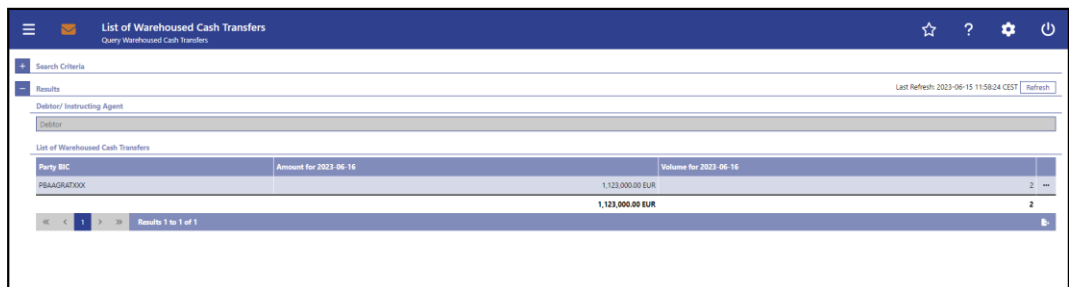 List of Warehoused Cash Transfers
Query Warehoused Cash Transfers
?
+ Search Criteria
− Results Last Refresh: 2023-06-15 11:58:24 CEST Refresh
Debtor/ Instructing Agent
Debtor
List of Warehoused Cash Transfers
Party BIC Amount for 2023-06-16 Volume for 2023-06-16
PBAAGRATXXX 1,123,000.00 EUR 2 ...
1,123,000.00 EUR 2
« < 1 > » Results 1 to 1 of 1